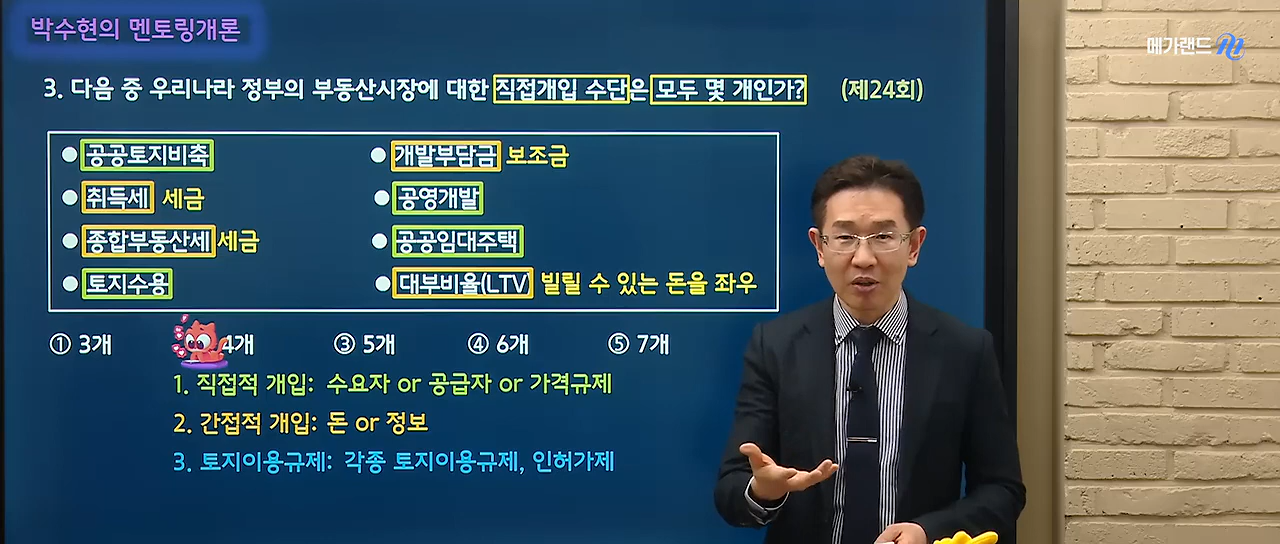 박수현의 멘토링개론
메가랜드
3. 다음 중 우리나라 정부의 부동산시장에 대한 직접개입 수단은 모두 몇 개인가? (제24회)
● 공공토지비축 ● 개발부담금 보조금
● 취득세 세금 ● 공영개발
● 종합부동산세 세금 ● 공공임대주택
● 토지수용 ● 대부비율(LTV) 빌릴 수 있는 돈을 좌우
① 3개 4개 ③ 5개 ④ 6개 ⑤ 7개
1. 직접적 개입: 수요자 or 공급자 or 가격규제
2. 간접적 개입: 돈 or 정보
3. 토지이용규제: 각종 토지이용규제, 인허가제